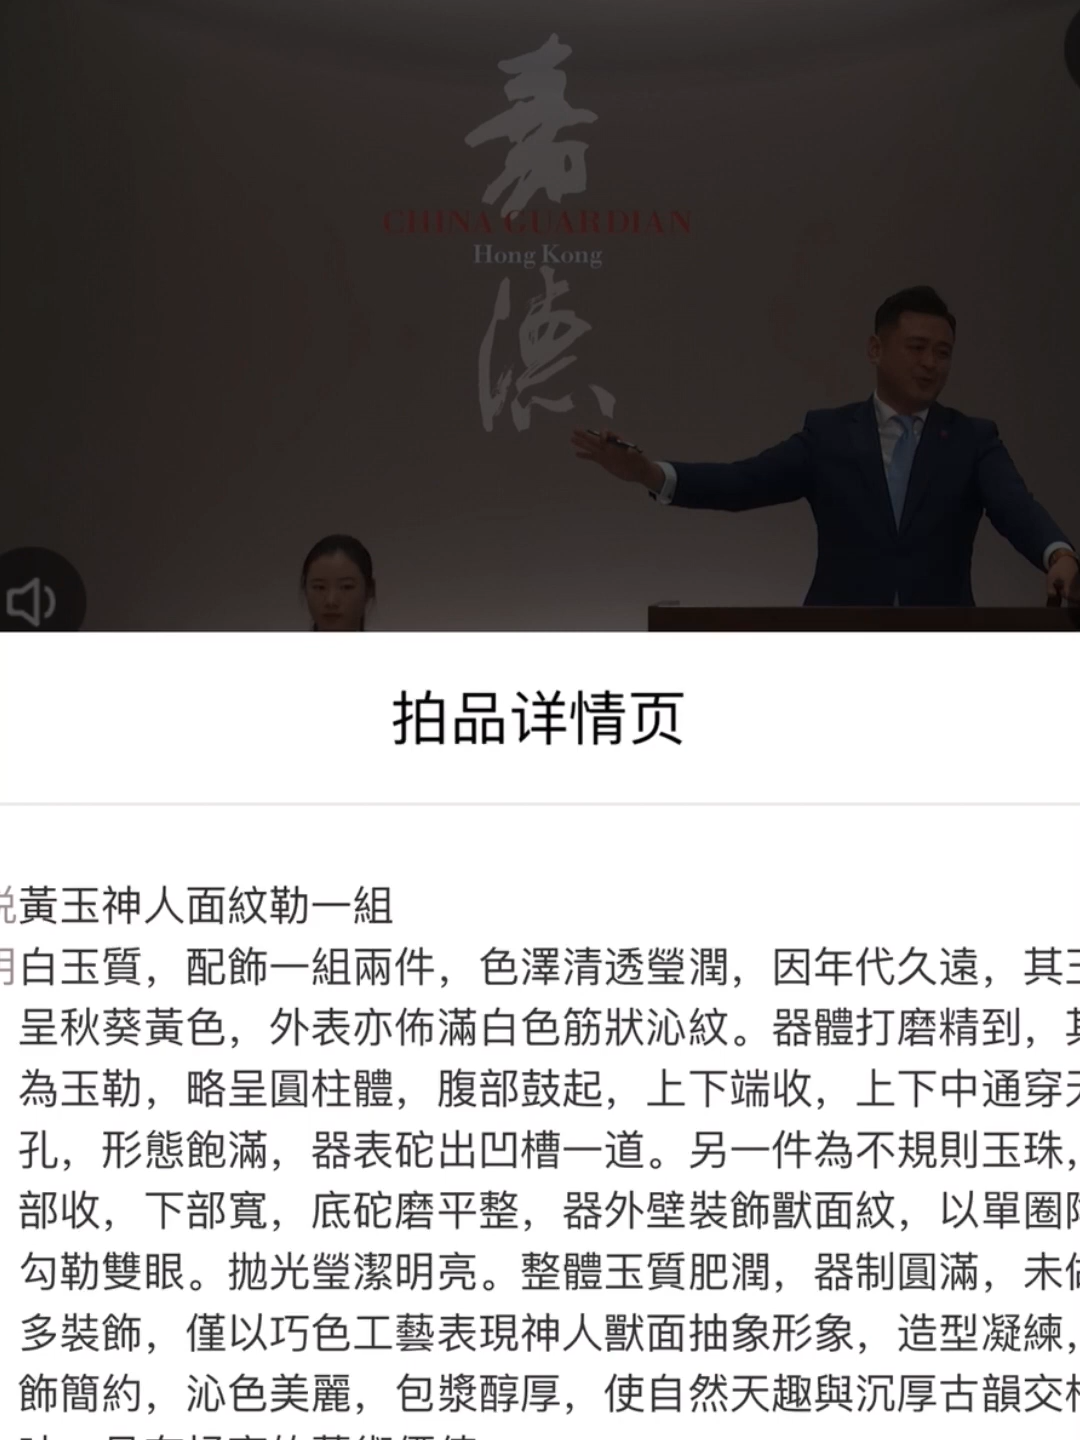 嘉
CHINA GUARDIAN
Hong Kong
德
拍品详情页
黃玉神人面紋勒一組
白玉質，配飾一組兩件，色澤清透瑩潤，因年代久遠，其
呈秋葵黃色，外表亦佈滿白色筋狀沁紋。器體打磨精到，
為玉勒，略呈圓柱體，腹部鼓起，上下端收，上下中通穿
孔，形態飽滿，器表砣出凹槽一道。另一件為不規則玉珠，
部收，下部寬，底砣磨平整，器外壁裝飾獸面紋，以單圈
勾勒雙眼。拋光瑩潔明亮。整體玉質肥潤，器制圓滿，未
多裝飾，僅以巧色工藝表現神人獸面抽象形象，造型凝練，
飾簡約，沁色美麗，包漿醇厚，使自然天趣與沉厚古韻交